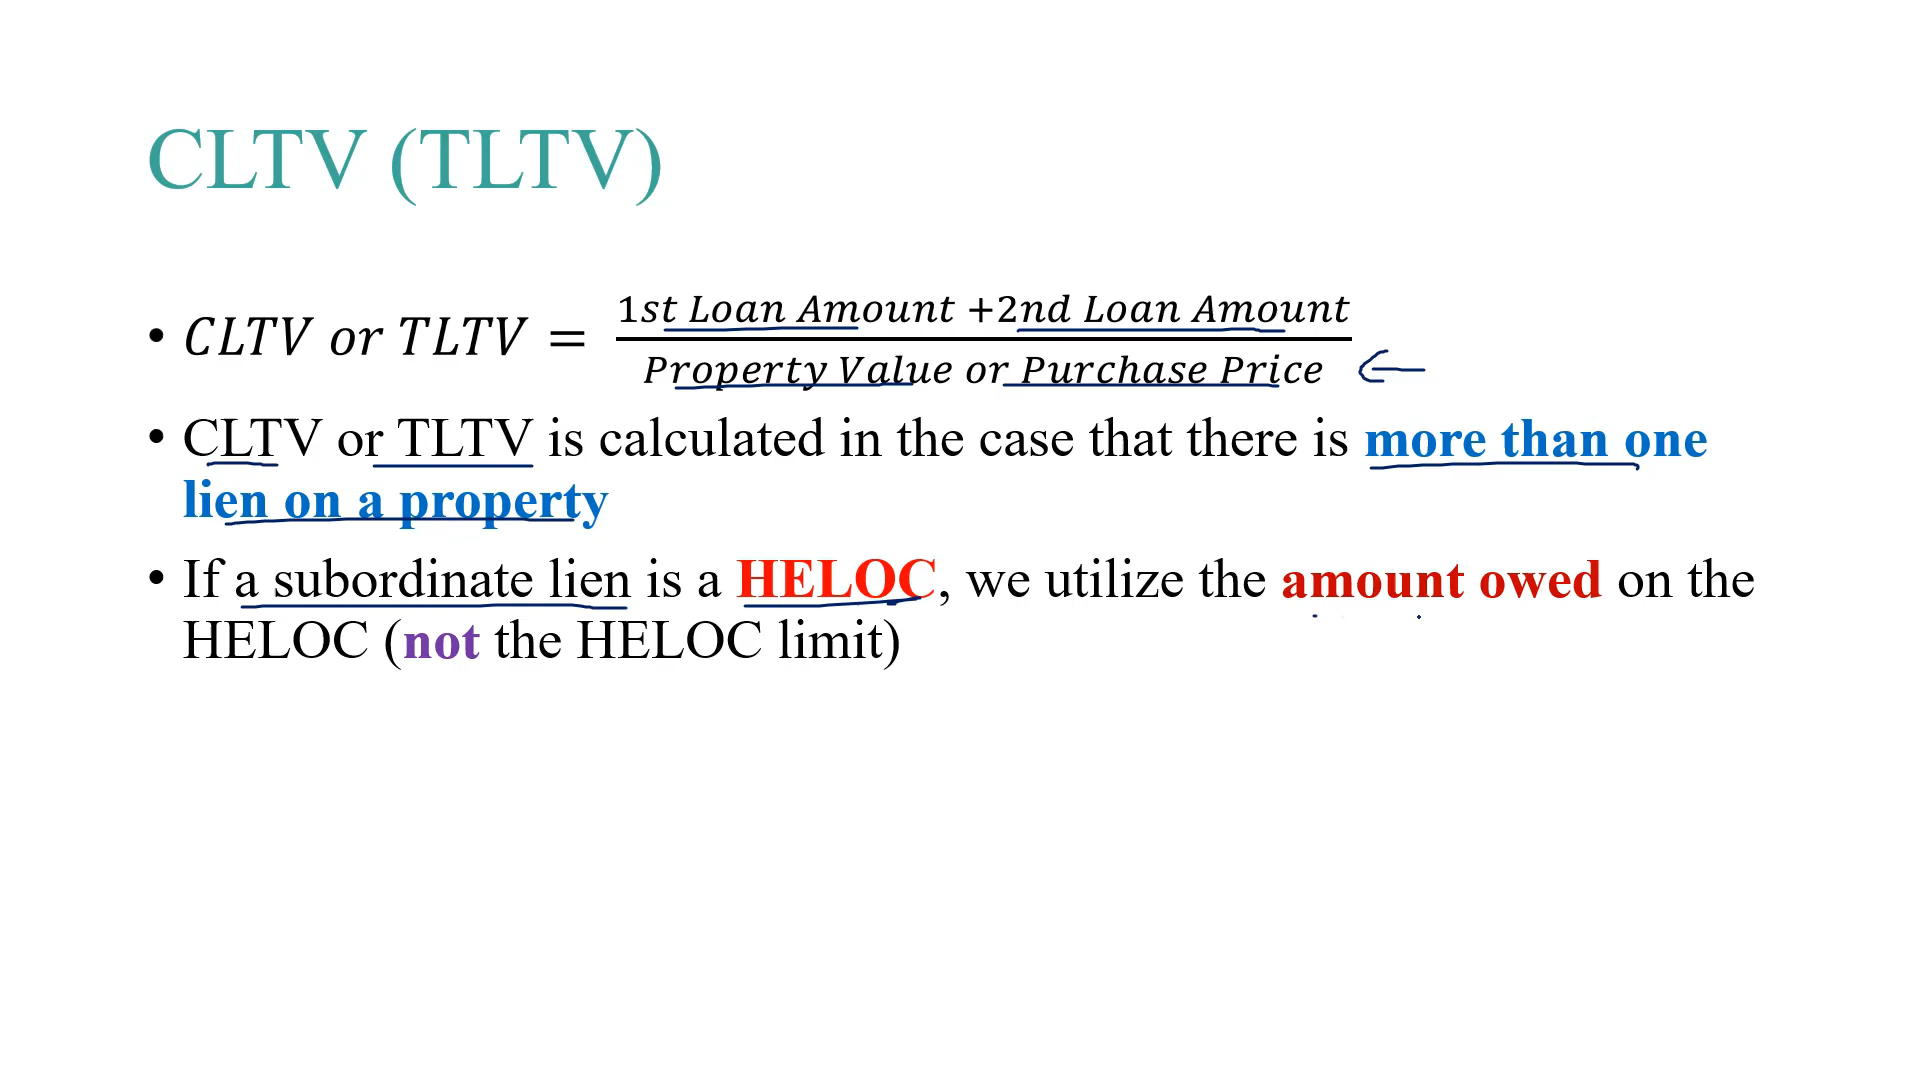 CLTV (TLTV)
• CLTV or TLTV = 1st Loan Amount +2nd Loan Amount
Property Value or Purchase Price
• CLTV or TLTV is calculated in the case that there is more than one
lien on a property
• If a subordinate lien is a HELOC, we utilize the amount owed on the
HELOC (not the HELOC limit)